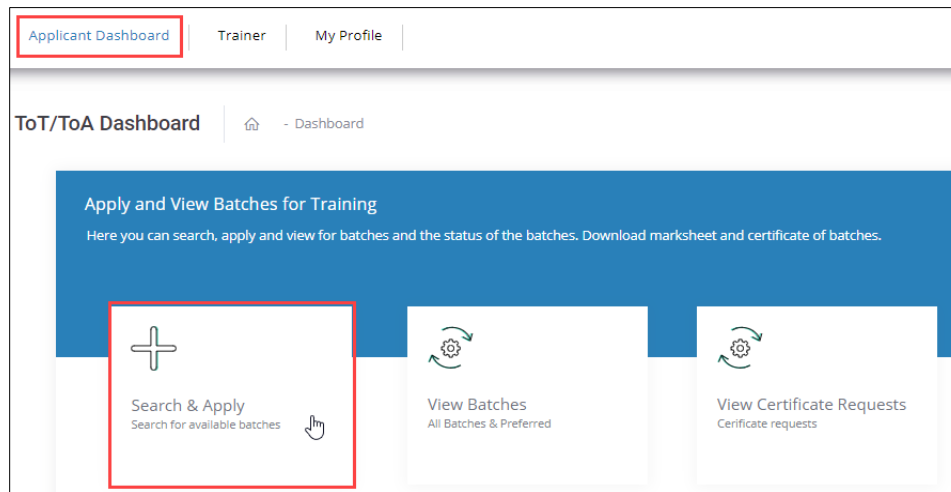 Applicant Dashboard Trainer My Profile
ToT/ToA Dashboard - Dashboard
Apply and View Batches for Training
Here you can search, apply and view for batches and the status of the batches. Download marksheet and certificate of batches.
Search & Apply
Search for available batches
View Batches
All Batches & Preferred
View Certificate Requests
Cerificate requests